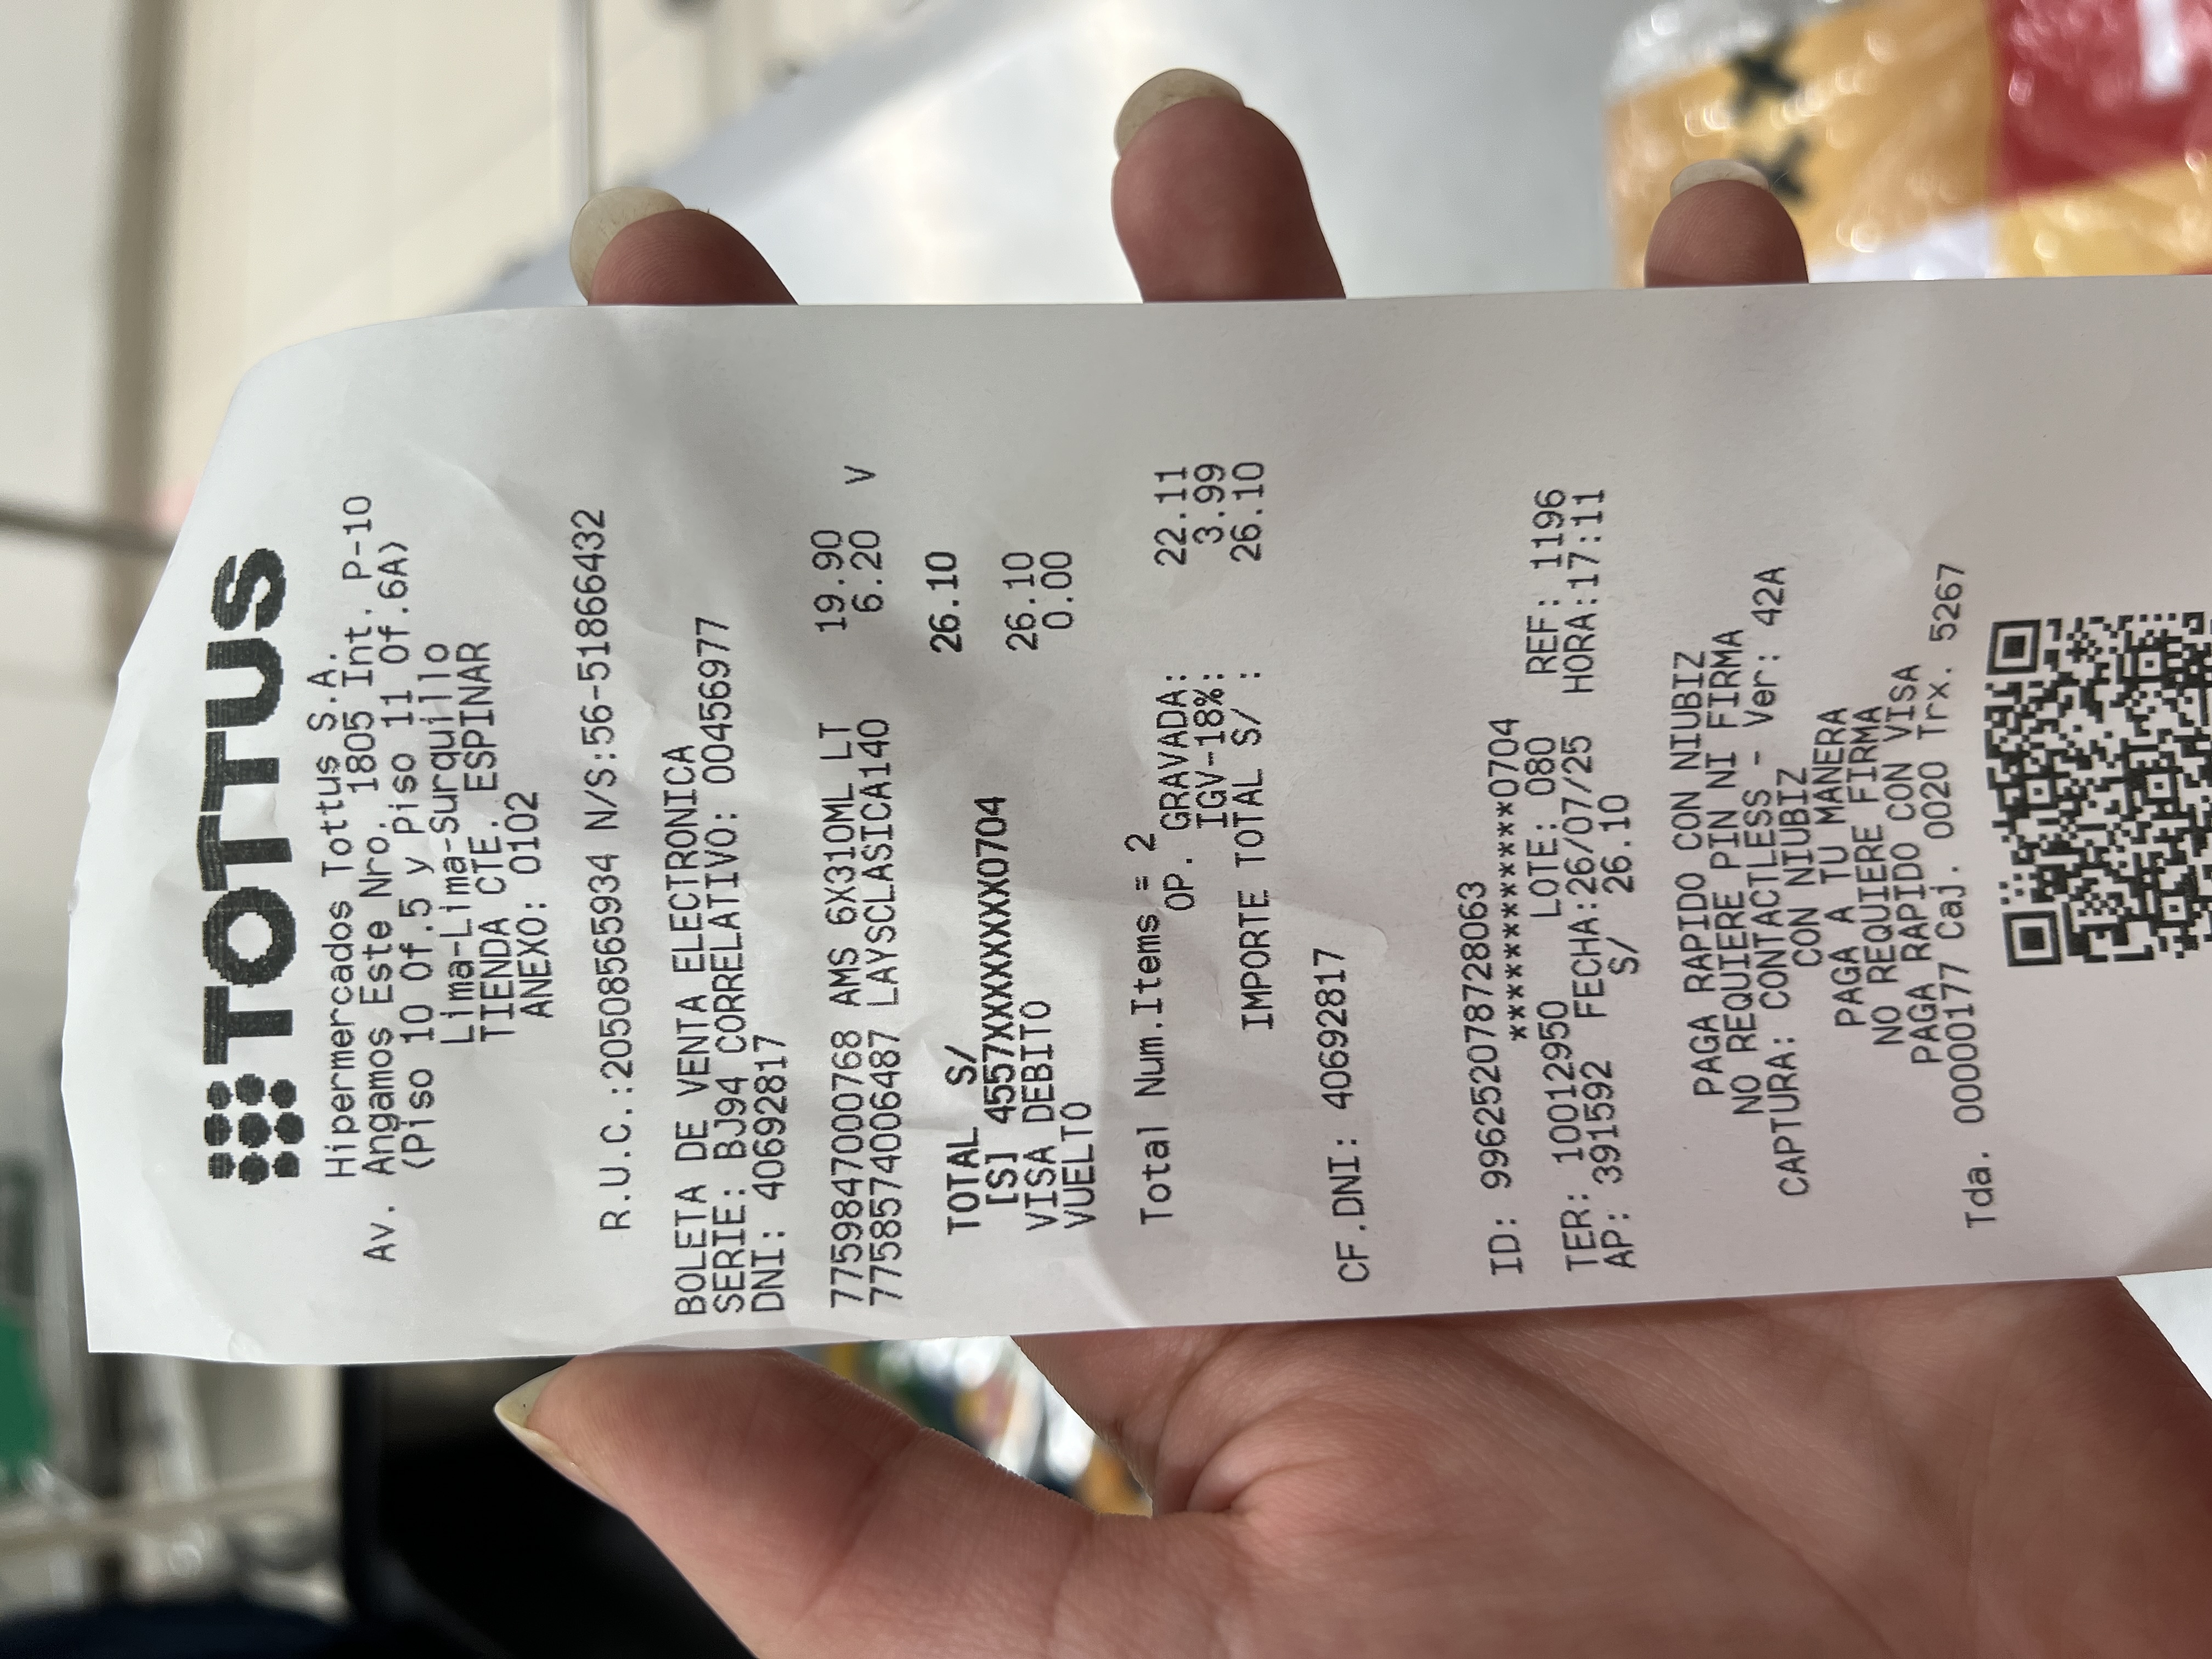 TOTTUS
Hipermercados Tottus S.A.
Av. Angamos Este Nro. 1805 Int. P-10
(Piso 10 Of.5 y Piso 11 Of.6A)
Lima-Lima-Surquillo
TIENDA CTE. ESPINAR
ANEXO: 0102
R.U.C.:20508565934 N/S:56-51866432
BOLETA DE VENTA ELECTRONICA
SERIE: BJ94 CORRELATIVO: 00456977
DNI: 40692817
7759847000768 AMS 6X310ML LT 19.90
7758574006487 LAYSCLASICA140 6.20 V
TOTAL S/ 26.10
[S] 4557XXXXXXXX0704
VISA DEBITO 26.10
VUELTO 0.00
Total Num.Items = 2
OP. GRAVADA: 22.11
IGV-18%: 3.99
IMPORTE TOTAL S/ : 26.10
CF.DNI: 40692817
ID: 996252078728063
************0704
TER: 10012950 LOTE: 080 REF: 1196
AP: 391592 FECHA:26/07/25 HORA:17:11
S/ 26.10
PAGA RAPIDO CON NIUBIZ
NO REQUIERE PIN NI FIRMA
CAPTURA: CONTACTLESS - Ver: 42A
CON NIUBIZ
PAGA A TU MANERA
NO REQUIERE FIRMA
PAGA RAPIDO CON VISA
Tda. 00000177 Caj. 0020 Trx. 5267